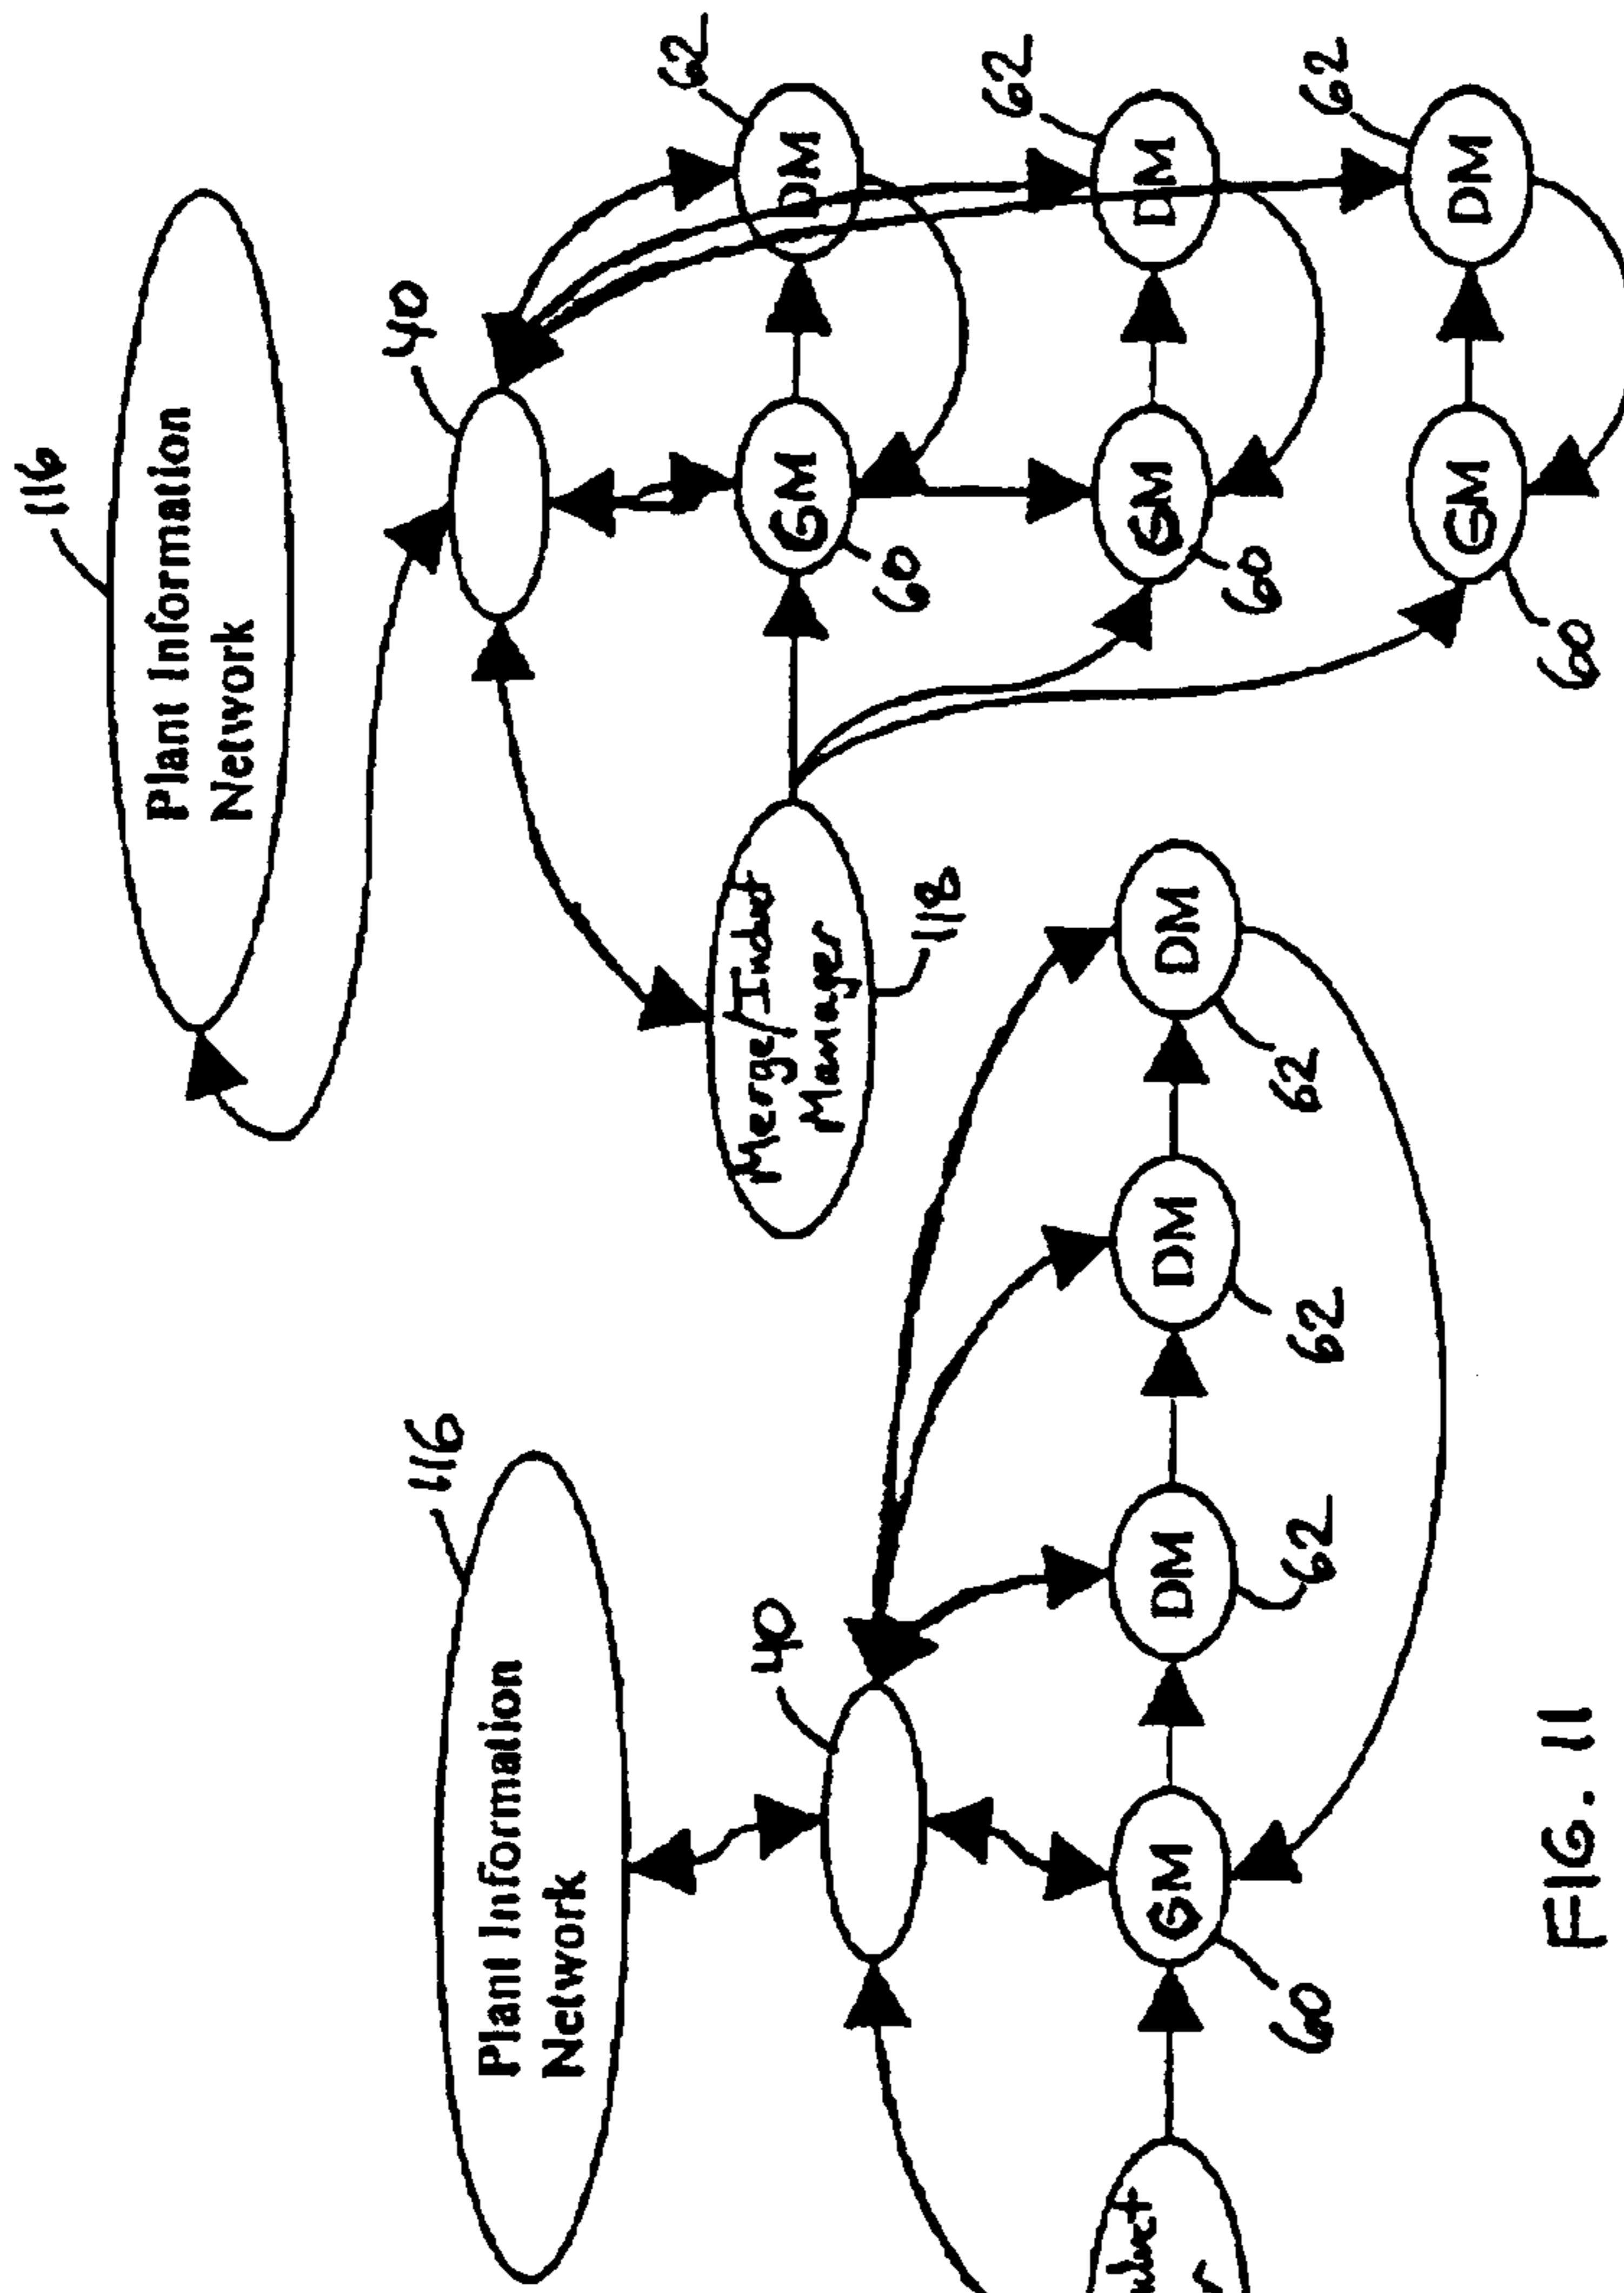 116
Plant Information
Network
40
62
DM
GM
60
62
DM
GM
60
62
DM
GM
60
Merge/Induct
Manager
118
116
Plant Information
Network
40
GM
60
DM
62
DM
62
DM
62
FIG. 11